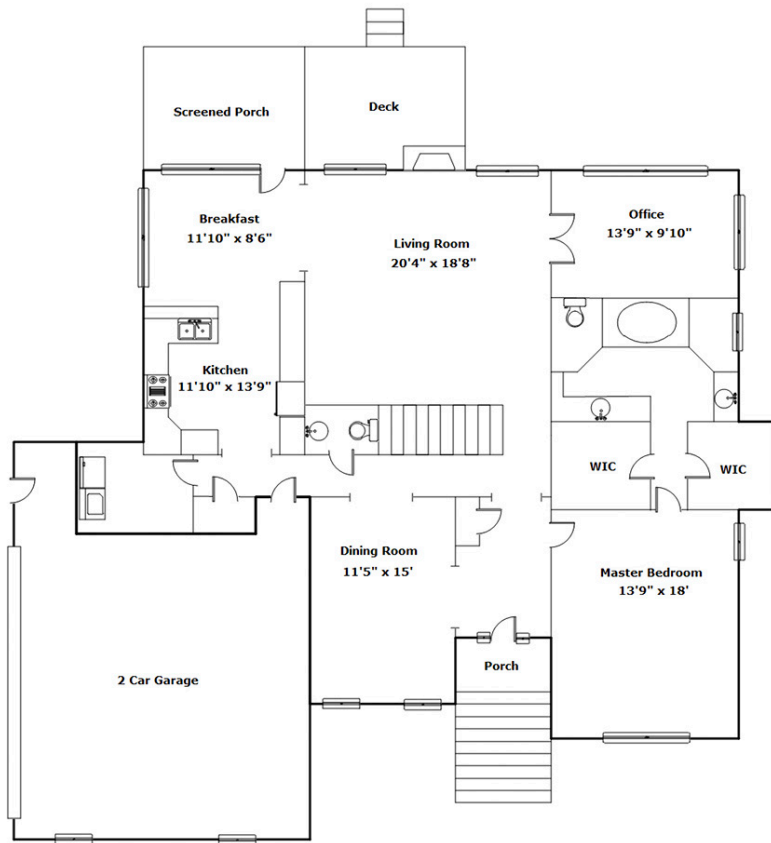 Screened Porch
Deck
Breakfast
11'10" x 8'6"
Living Room
20'4" x 18'8"
Office
13'9" x 9'10"
Kitchen
11'10" x 13'9"
WIC
WIC
Dining Room
11'5" x 15'
Master Bedroom
13'9" x 18'
Porch
2 Car Garage